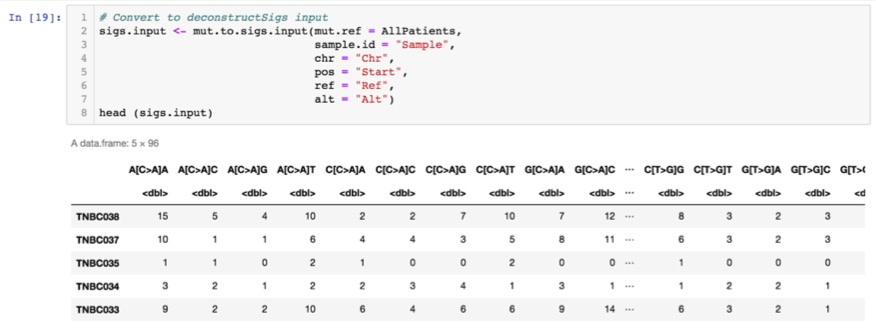 In [19]:
1 # Convert to deconstructSigs input
2 sigs.input <- mut.to.sigs.input(mut.ref = AllPatients,
3 sample.id = "Sample",
4 chr = "Chr",
5 pos = "Start",
6 ref = "Ref",
7 alt = "Alt")
8 head (sigs.input)
A data.frame: 5 × 96
A[C>A]A A[C>A]C A[C>A]G A[C>A]T C[C>A]A C[C>A]C C[C>A]G C[C>A]T G[C>A]A G[C>A]C ... C[T>G]G C[T>G]T G[T>G]A G[T>G]C G[T>
<dbl> <dbl> <dbl> <dbl> <dbl> <dbl> <dbl> <dbl> <dbl> <dbl> ... <dbl> <dbl> <dbl> <dbl> <d
TNBC038 15 5 4 10 2 2 7 10 7 12 ... 8 3 2 3
TNBC037 10 1 1 6 4 4 3 5 8 11 ... 6 3 2 3
TNBC035 1 1 0 2 1 0 0 2 0 0 ... 1 0 0 0
TNBC034 3 2 1 2 2 3 4 1 3 1 ... 1 2 2 1
TNBC033 9 2 2 10 6 4 6 6 9 14 ... 6 3 2 1